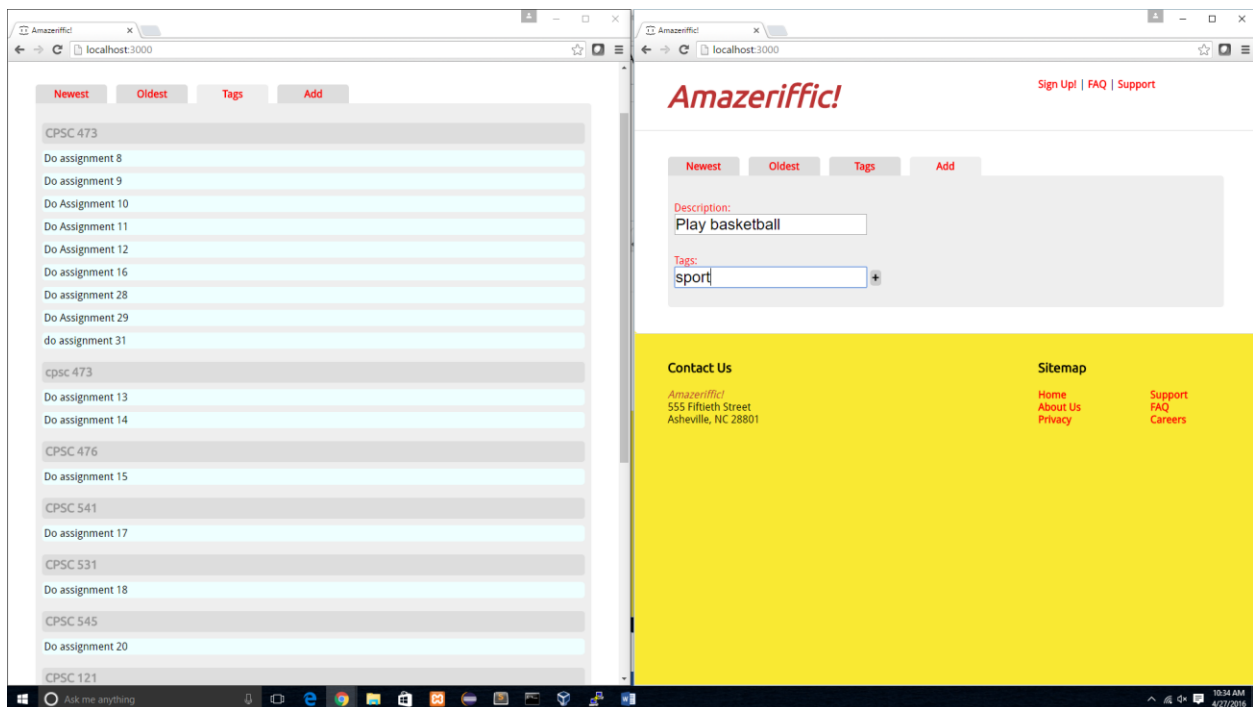 Amazeriffic!
localhost:3000
Newest Oldest Tags Add
CPSC 473
Do assignment 8
Do assignment 9
Do Assignment 10
Do Assignment 11
Do Assignment 12
Do assignment 16
Do assignment 28
Do Assignment 29
do assignment 31
cpsc 473
Do assignment 13
Do assignment 14
CPSC 476
Do assignment 15
CPSC 541
Do assignment 17
CPSC 531
Do assignment 18
CPSC 545
Do assignment 20
CPSC 121
Amazeriffic!
localhost:3000
Amazeriffic!
Sign Up! | FAQ | Support
Newest Oldest Tags Add
Description:
Play basketball
Tags:
sport
+
Contact Us
Amazeriffic!
555 Fiftieth Street
Asheville, NC 28801
Sitemap
Home Support
About Us FAQ
Privacy Careers
Ask me anything
10:34 AM
4/27/2016